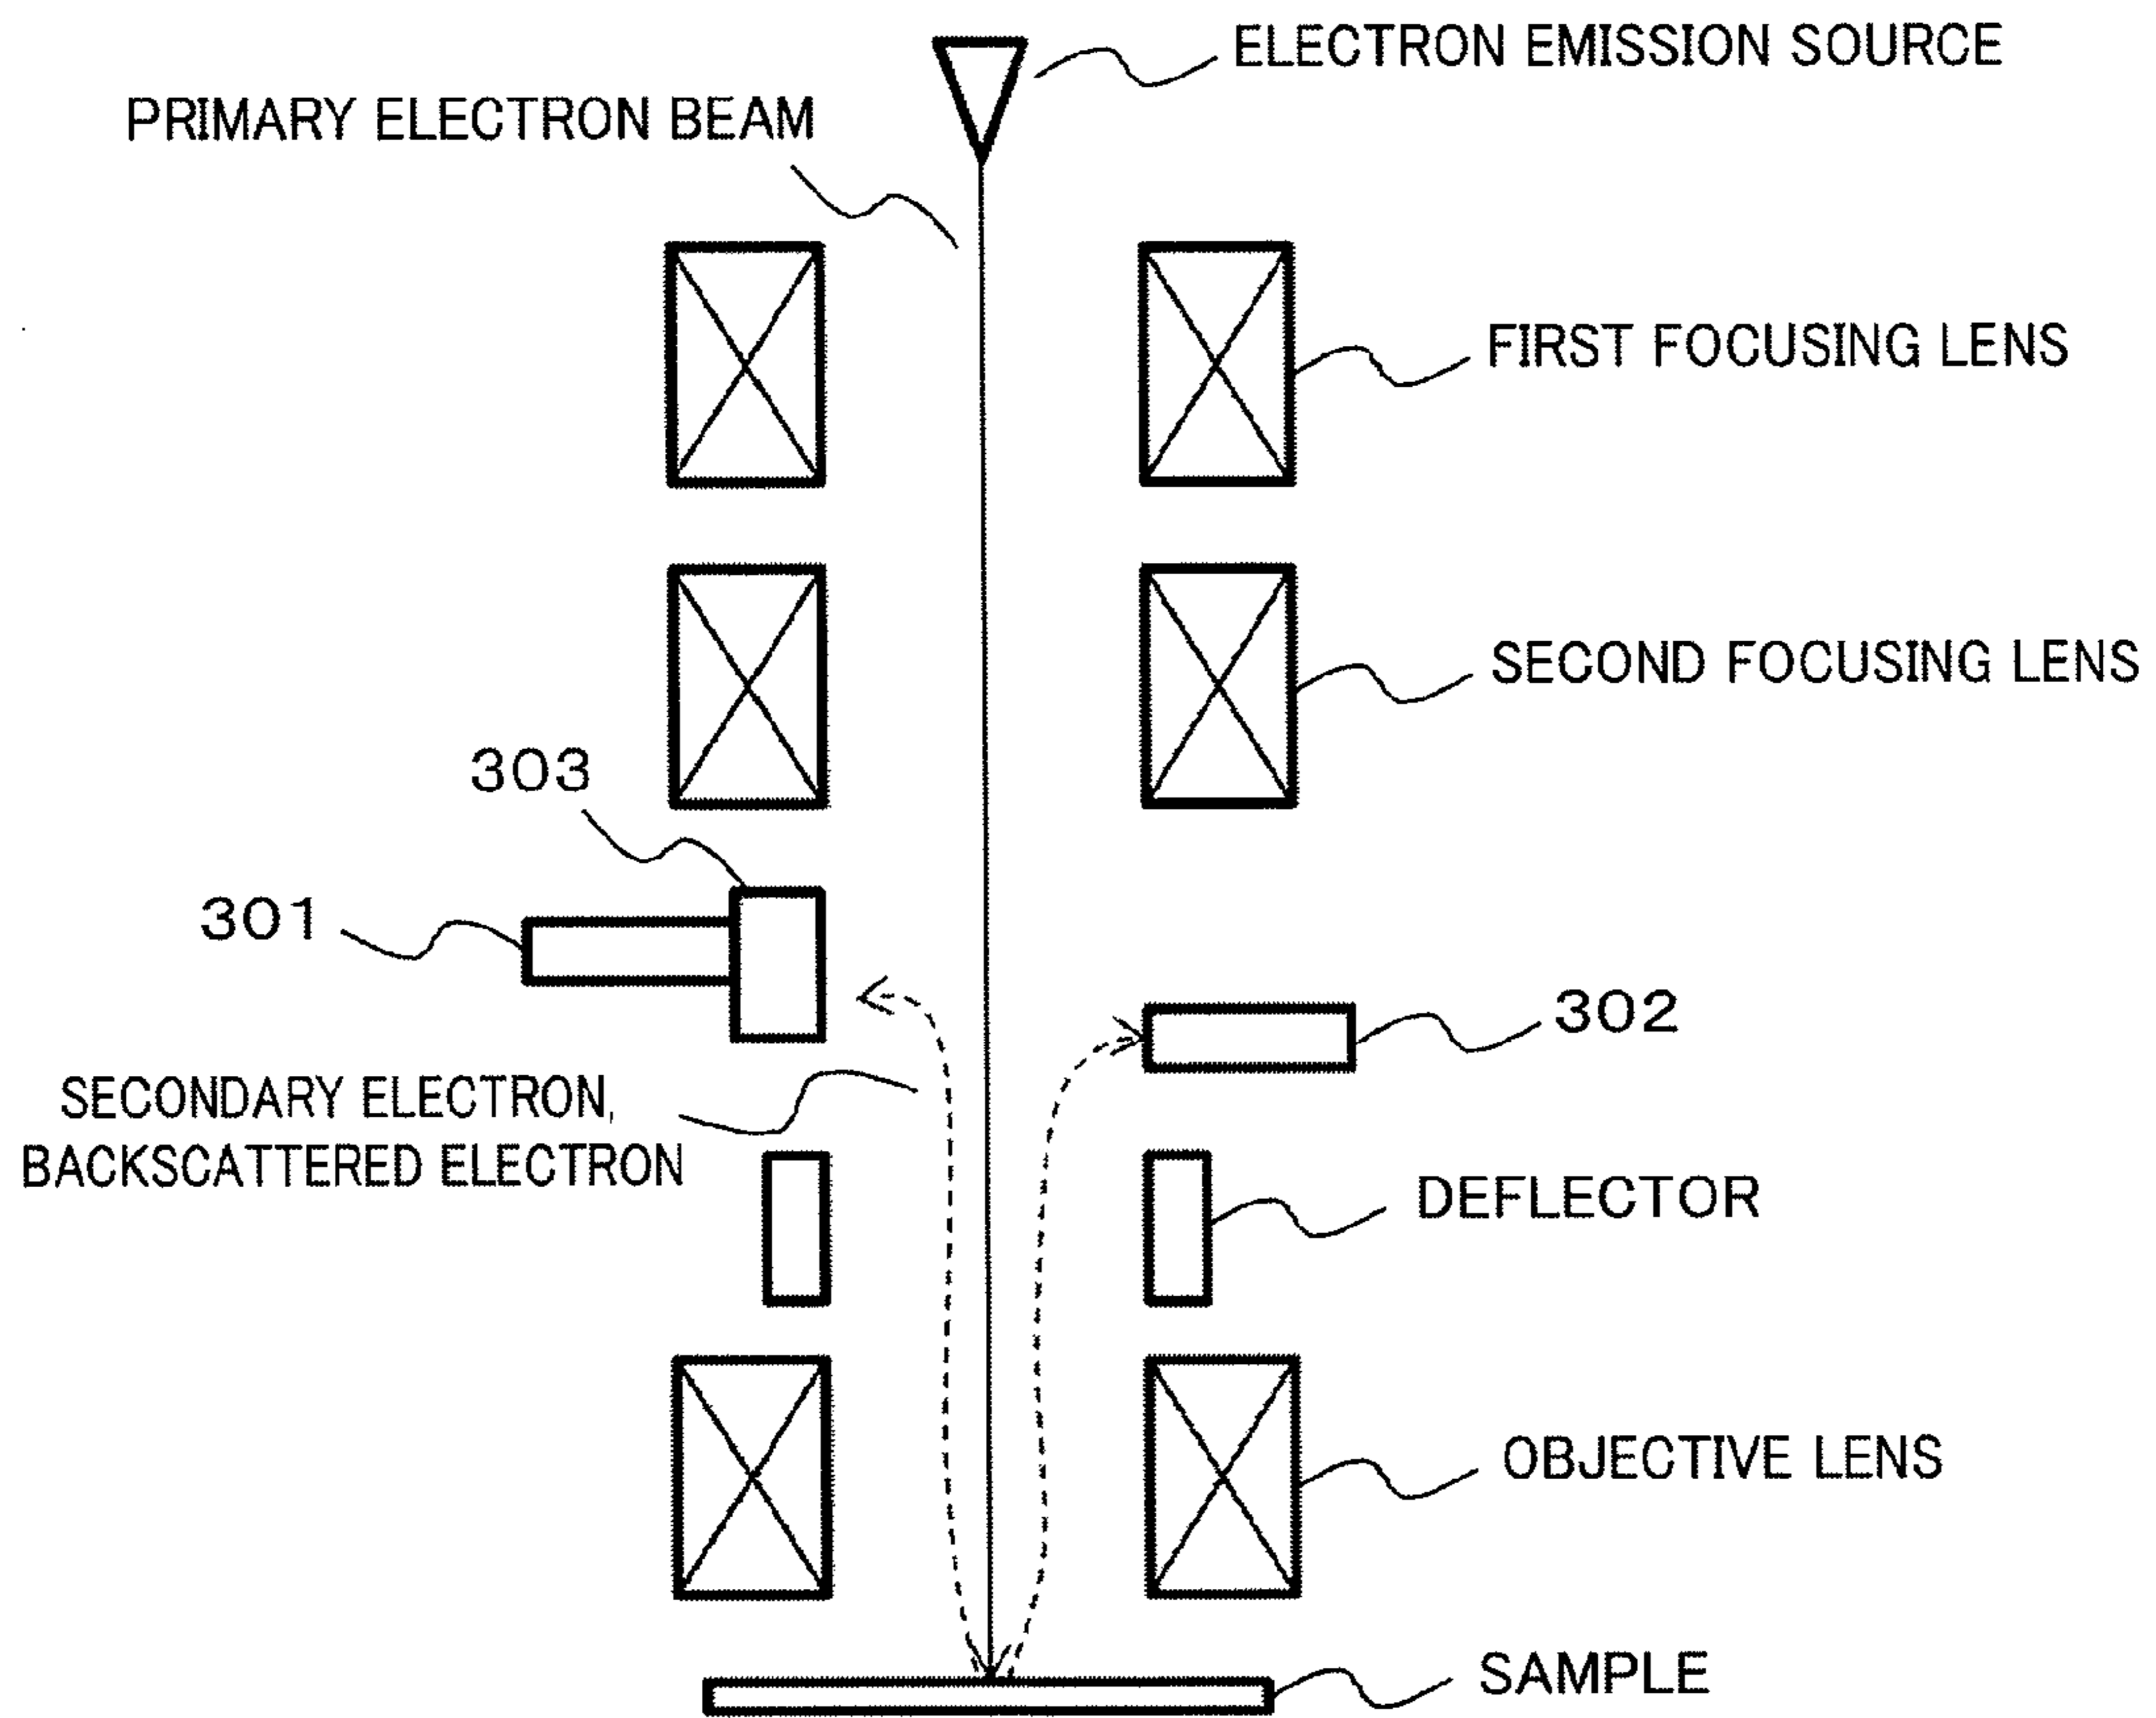 ELECTRON EMISSION SOURCE
PRIMARY ELECTRON BEAM
FIRST FOCUSING LENS
SECOND FOCUSING LENS
303
301
302
SECONDARY ELECTRON,
BACKSCATTERED ELECTRON
DEFLECTOR
OBJECTIVE LENS
SAMPLE